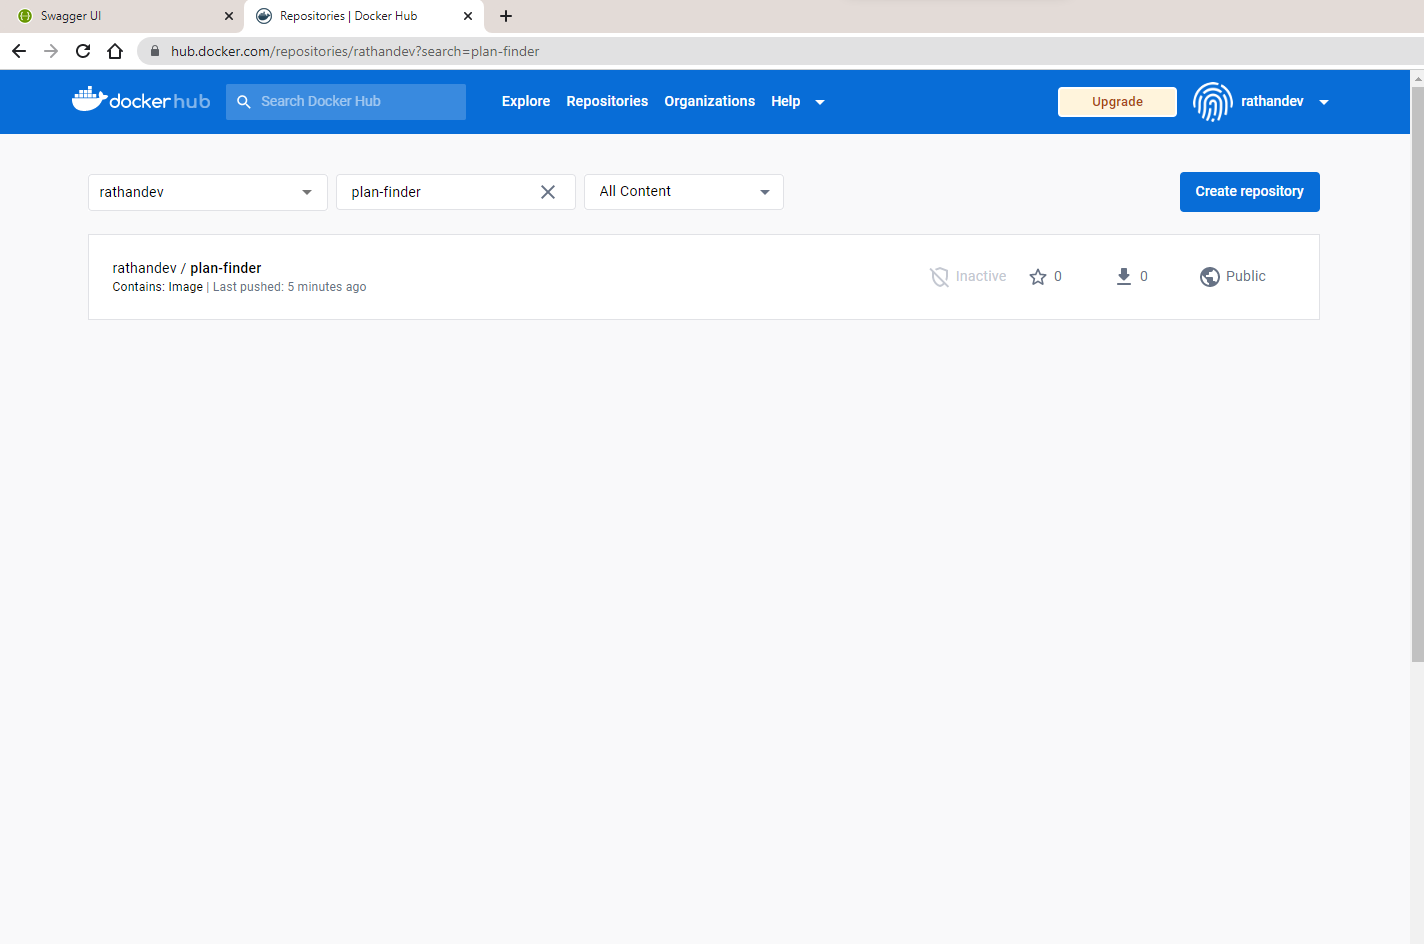 Swagger UI
Repositories | Docker Hub
hub.docker.com/repositories/rathandev?search=plan-finder
docker hub
Search Docker Hub
Explore
Repositories
Organizations
Help
Upgrade
rathandev
rathandev
plan-finder
All Content
Create repository
rathandev / plan-finder
Contains: Image | Last pushed: 5 minutes ago
Inactive
0
0
Public